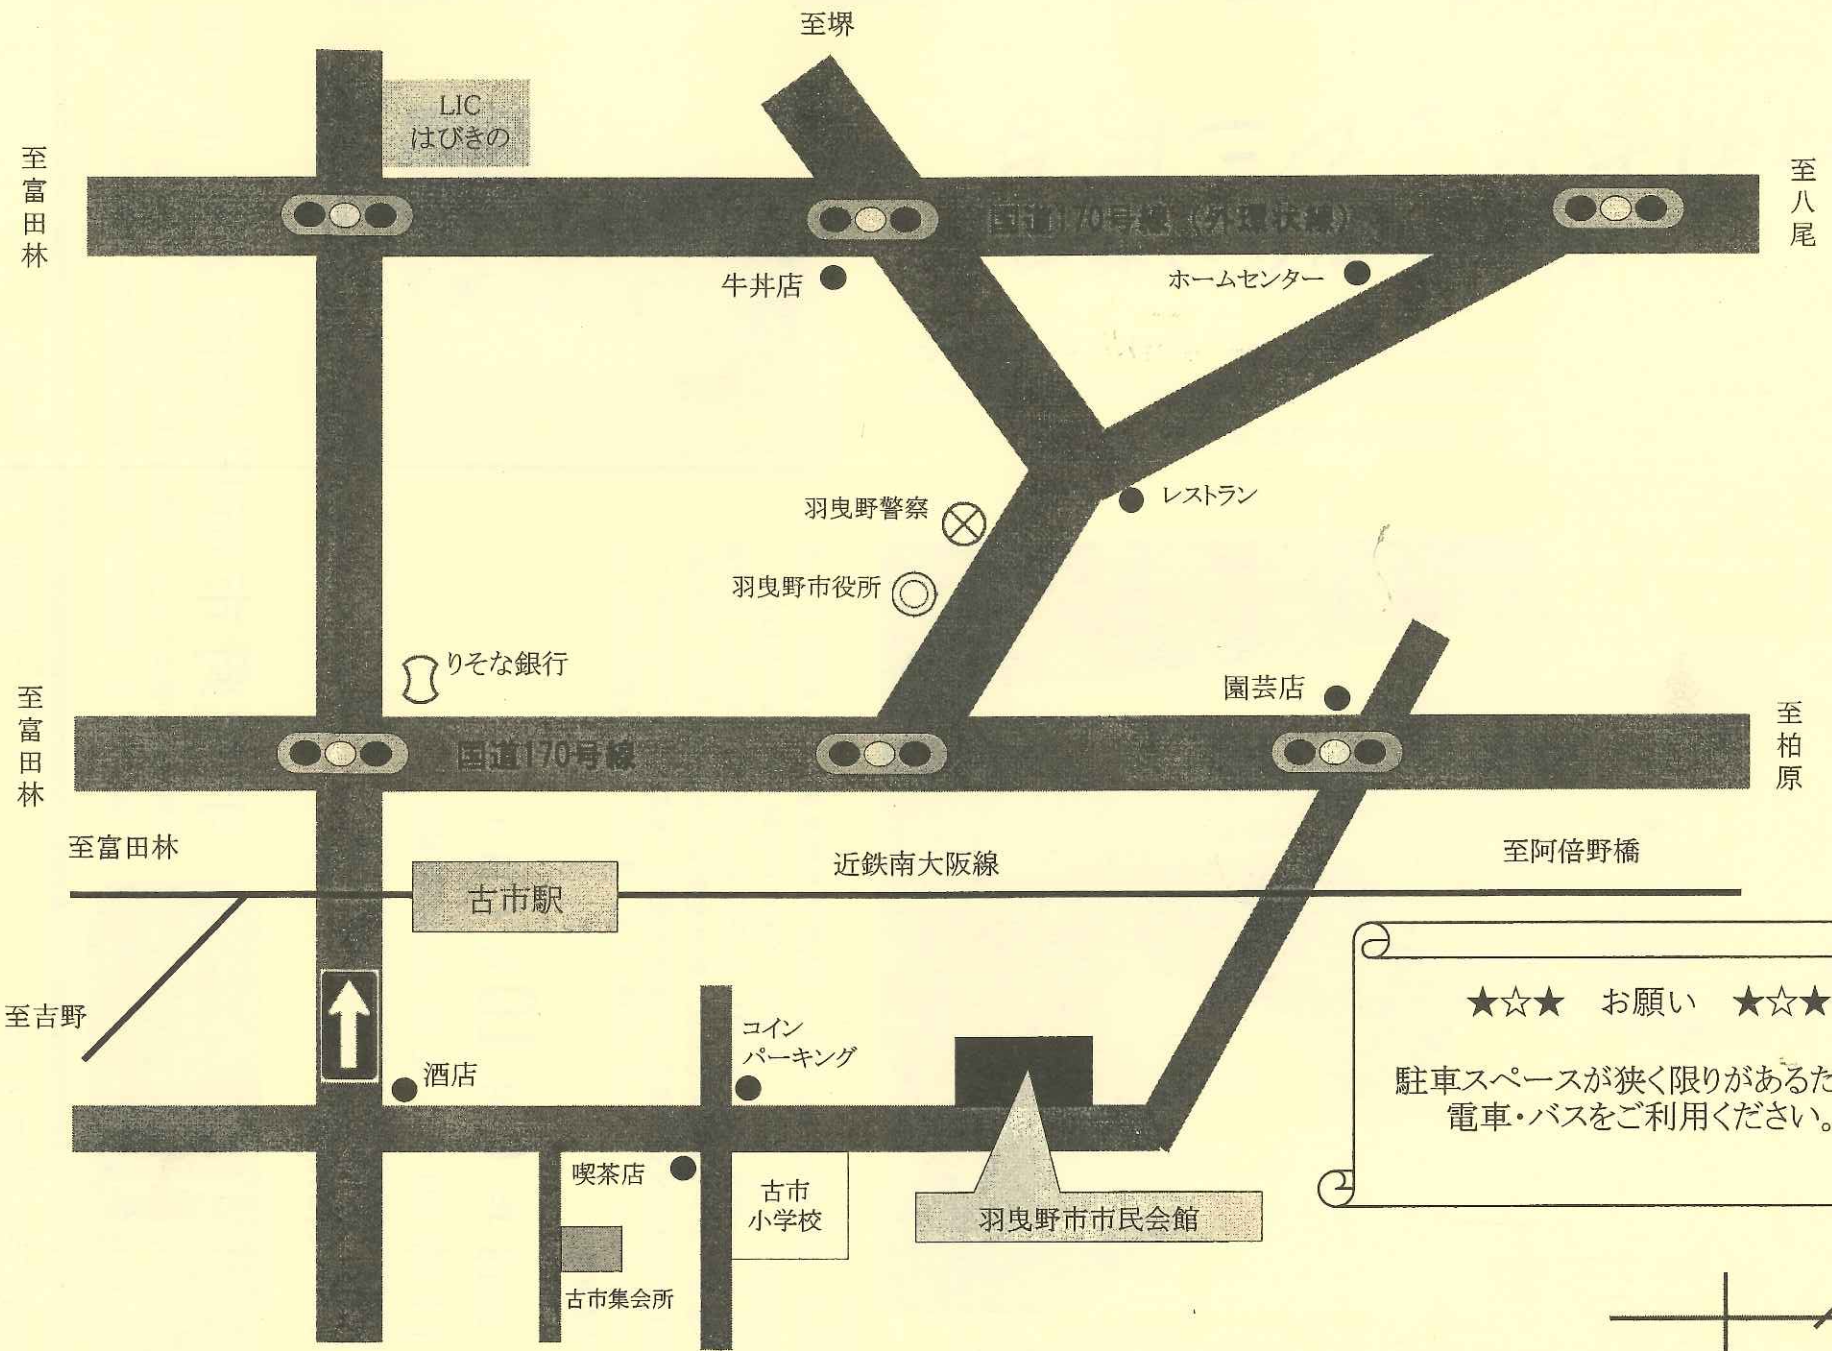 至堺
LIC
はびきの
至富田林
至八尾
国道170号線（外環状線）
牛丼店
ホームセンター
羽曳野警察
レストラン
羽曳野市役所
りそな銀行
園芸店
至富田林
国道170号線
至柏原
至富田林
近鉄南大阪線
至阿倍野橋
古市駅
至吉野
★☆★　お願い　★☆★
コイン
パーキング
酒店
駐車スペースが狭く限りがあるた
電車・バスをご利用ください。
喫茶店
古市
小学校
羽曳野市市民会館
古市集会所